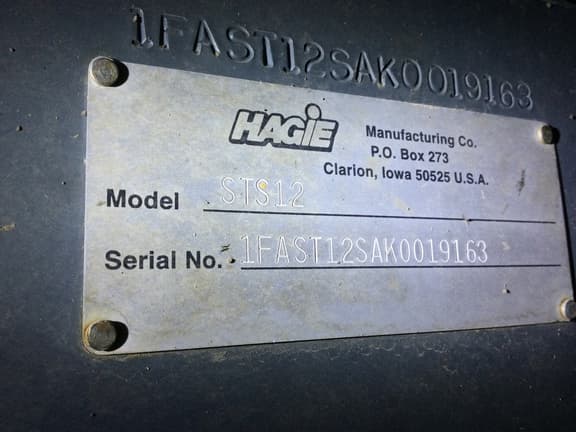 1FAST12SAK0019163
HAGIE
Manufacturing Co.
P.O. Box 273
Clarion, Iowa 50525 U.S.A.
Model STS12
Serial No. 1FAST12SAK0019163